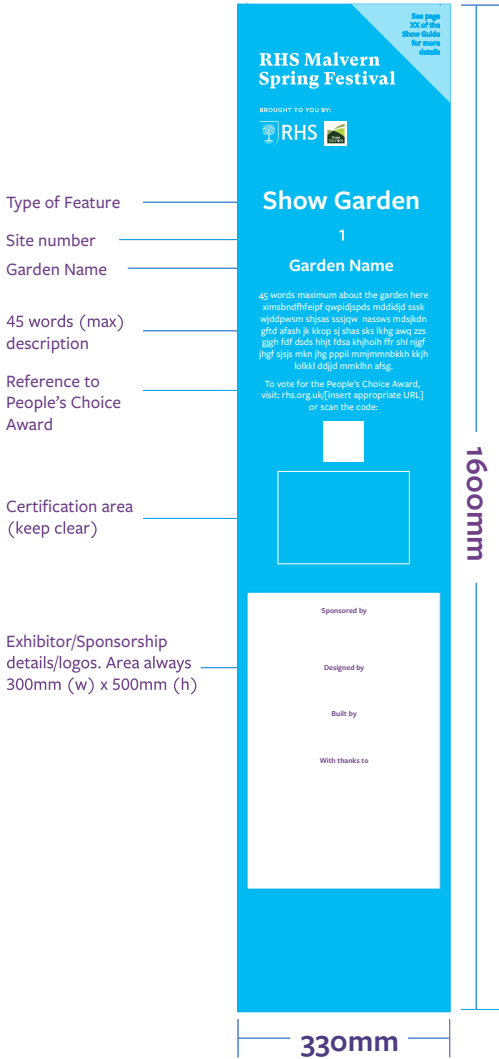 See page
XX of the
Show Guide
for more
details
RHS Malvern
Spring Festival
BROUGHT TO YOU BY:
RHS
Type of Feature
Show Garden
Site number
1
Garden Name
Garden Name
45 words (max)
description
45 words maximum about the garden here
ximsbndfhfeipf qwpidjspds mddidjd sssk
wjddpwsm shjsas sssjqw nassws mdsjkdn
gftd afash jk kkop sj shas sks lkhg awq zzs
gjgh fdf dsds hhjt fdsa khjhoih ffr shl njgf
jhgf sjsjs mkn jhg pppii mmjmmnbkkh kkjh
lolkkl ddjjd mmklhn afsg.
Reference to
People’s Choice
Award
To vote for the People’s Choice Award,
visit: rhs.org.uk/[insert appropriate URL]
or scan the code:
Certification area
(keep clear)
Exhibitor/Sponsorship
details/logos. Area always
300mm (w) x 500mm (h)
Sponsored by
Designed by
Built by
With thanks to
1600mm
330mm